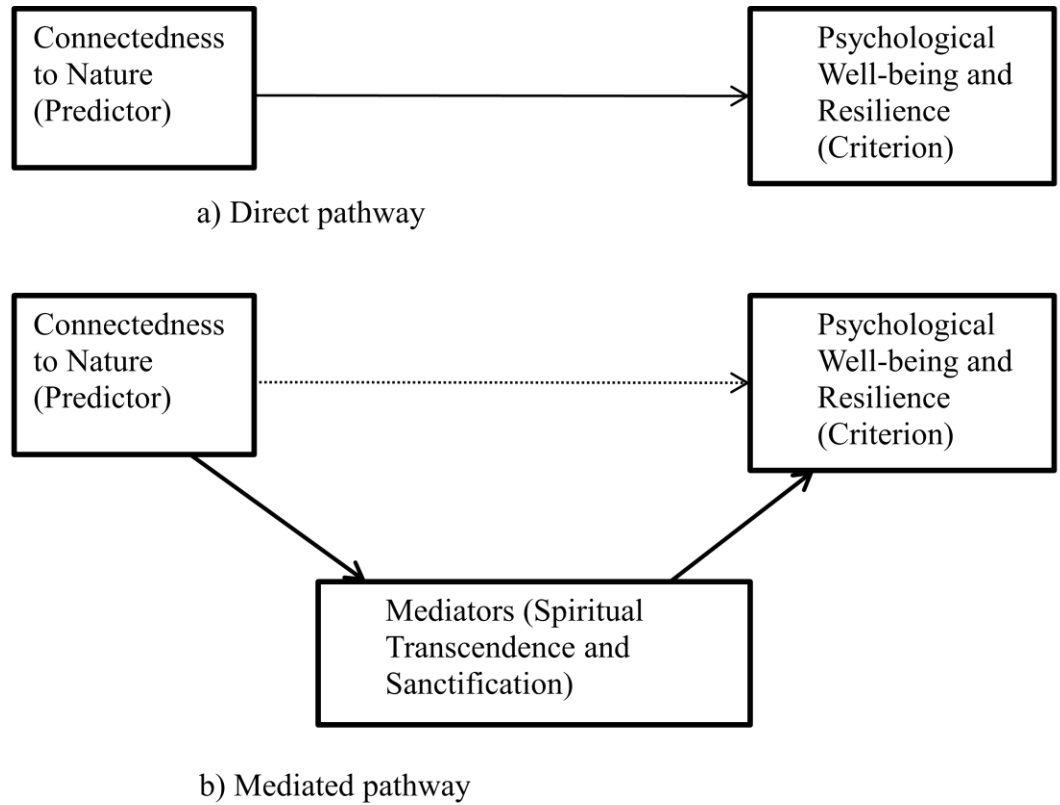 Connectedness
to Nature
(Predictor)
Psychological
Well-being and
Resilience
(Criterion)
a) Direct pathway
Connectedness
to Nature
(Predictor)
Psychological
Well-being and
Resilience
(Criterion)
Mediators (Spiritual
Transcendence and
Sanctification)
b) Mediated pathway